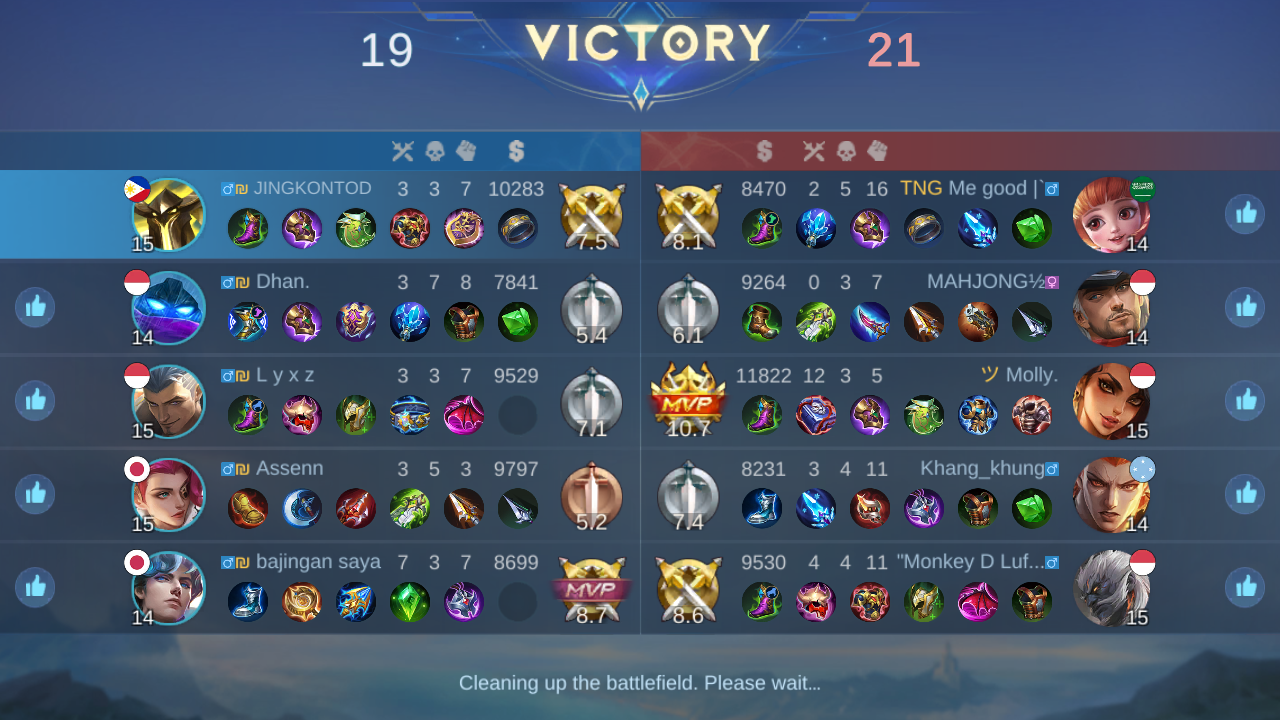 19 VICTORY 21
15 JINGKONTOD 3 3 7 10283 7.5 8.1 8470 2 5 16 TNG Me good |` 14
14 Dhan. 3 7 8 7841 5.4 6.1 9264 0 3 7 MAHJONG½ 14
15 L y x z 3 3 7 9529 7.1 MVP 10.7 11822 12 3 5 ツ Molly. 15
15 Assenn 3 5 3 9797 5.2 7.4 8231 3 4 11 Khang_khung 14
14 bajingan saya 7 3 7 8699 MVP 8.7 8.6 9530 4 4 11 "Monkey D Luf... 15
Cleaning up the battlefield. Please wait...